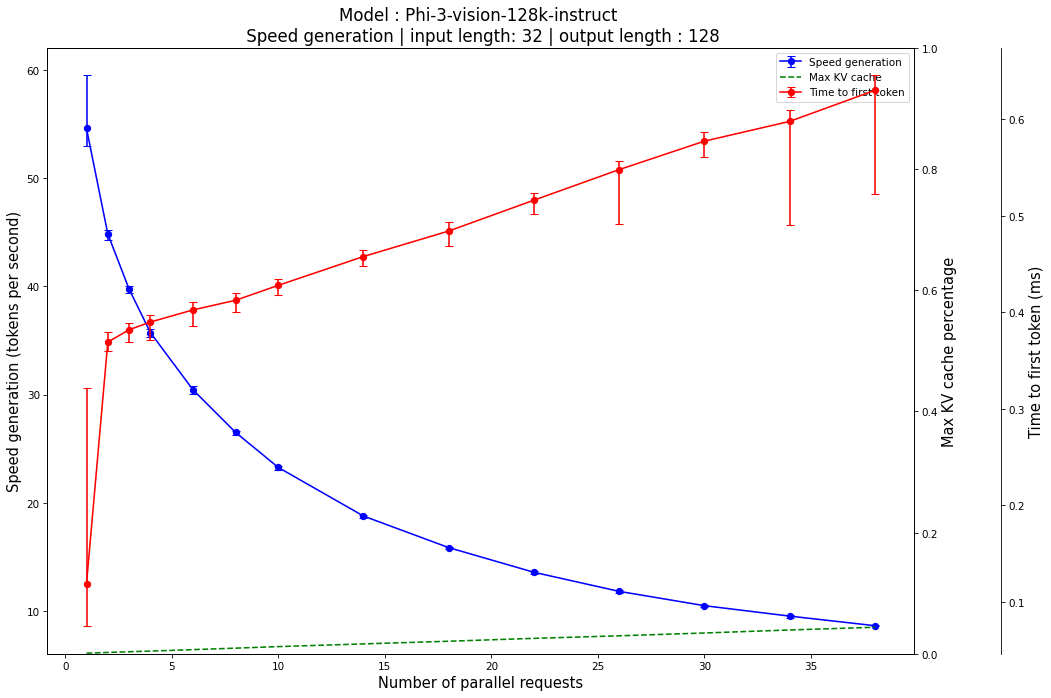 Model : Phi-3-vision-128k-instruct
Speed generation | input length: 32 | output length : 128
Speed generation
Max KV cache
Time to first token
Speed generation (tokens per second)
60
50
40
30
20
10
0
5
10
15
20
25
30
35
Number of parallel requests
1.0
0.8
0.6
0.4
0.2
0.0
Max KV cache percentage
0.6
0.5
0.4
0.3
0.2
0.1
Time to first token (ms)